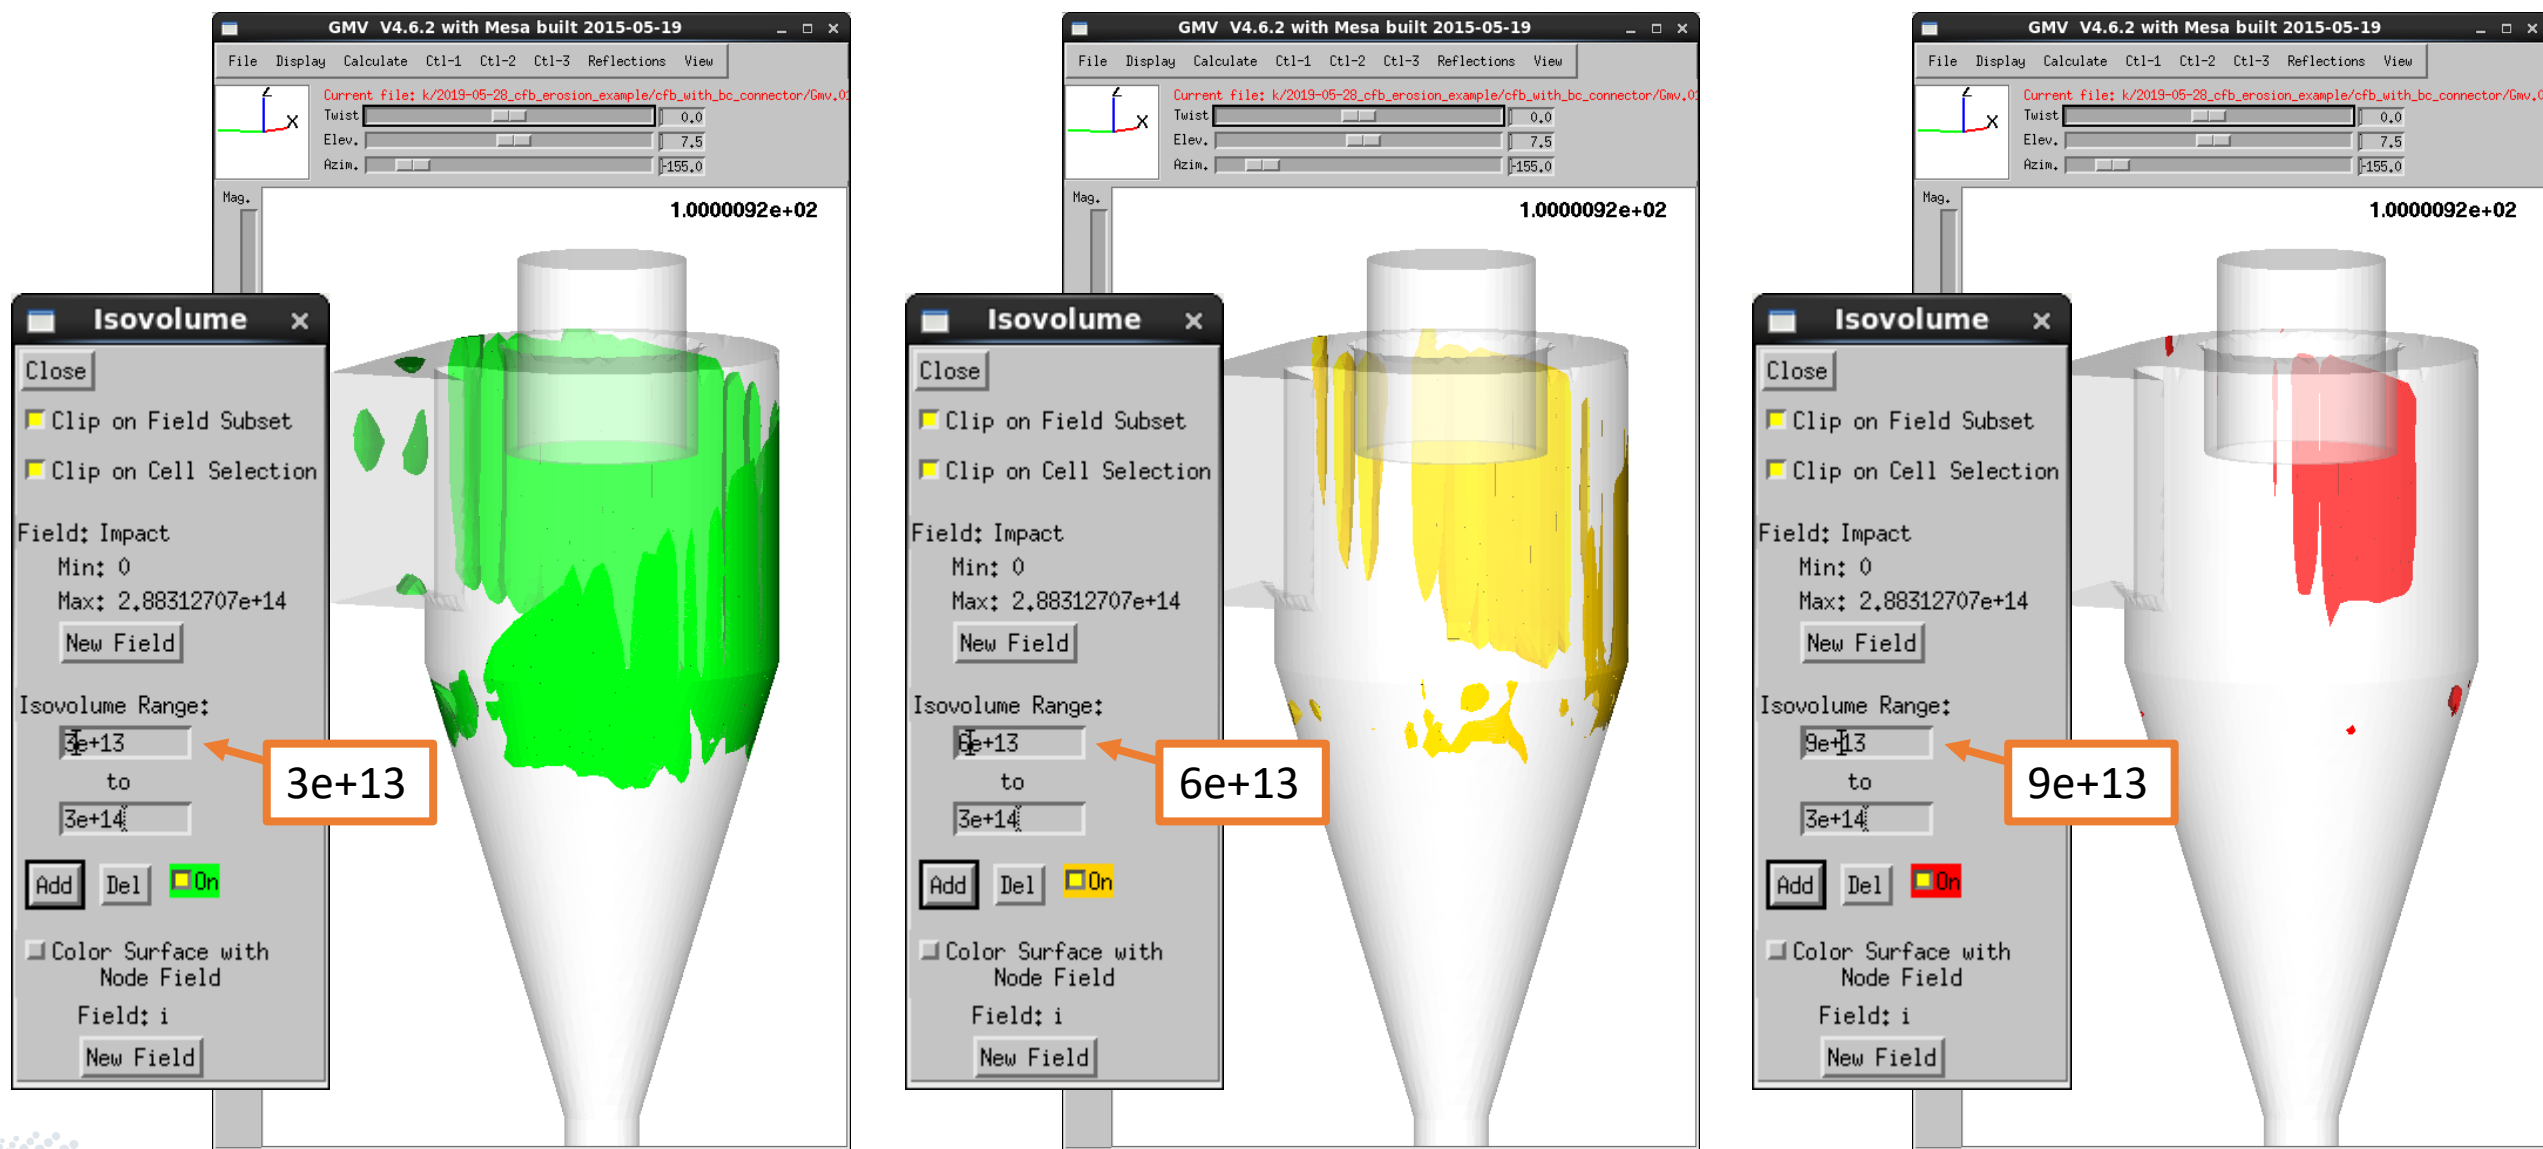 GMV V4.6.2 with Mesa built 2015-05-19
File Display Calculate Ctl-1 Ctl-2 Ctl-3 Reflections View
Z
X
Current file: k/2019-05-28_cfb_erosion_example/cfb_with_bc_connector/Gmv.0
Twist 0.0
Elev. 7.5
Azim. -155.0
Mag.
1.0000092e+02
Isovolume
Close
Clip on Field Subset
Clip on Cell Selection
Field: Impact
Min: 0
Max: 2.88312707e+14
New Field
Isovolume Range:
3e+13
to
3e+14
Add Del On
Color Surface with
Node Field
Field: i
New Field
3e+13
GMV V4.6.2 with Mesa built 2015-05-19
File Display Calculate Ctl-1 Ctl-2 Ctl-3 Reflections View
Z
X
Current file: k/2019-05-28_cfb_erosion_example/cfb_with_bc_connector/Gmv.0
Twist 0.0
Elev. 7.5
Azim. -155.0
Mag.
1.0000092e+02
Isovolume
Close
Clip on Field Subset
Clip on Cell Selection
Field: Impact
Min: 0
Max: 2.88312707e+14
New Field
Isovolume Range:
6e+13
to
3e+14
Add Del On
Color Surface with
Node Field
Field: i
New Field
6e+13
GMV V4.6.2 with Mesa built 2015-05-19
File Display Calculate Ctl-1 Ctl-2 Ctl-3 Reflections View
Z
X
Current file: k/2019-05-28_cfb_erosion_example/cfb_with_bc_connector/Gmv.0
Twist 0.0
Elev. 7.5
Azim. -155.0
Mag.
1.0000092e+02
Isovolume
Close
Clip on Field Subset
Clip on Cell Selection
Field: Impact
Min: 0
Max: 2.88312707e+14
New Field
Isovolume Range:
9e+13
to
3e+14
Add Del On
Color Surface with
Node Field
Field: i
New Field
9e+13